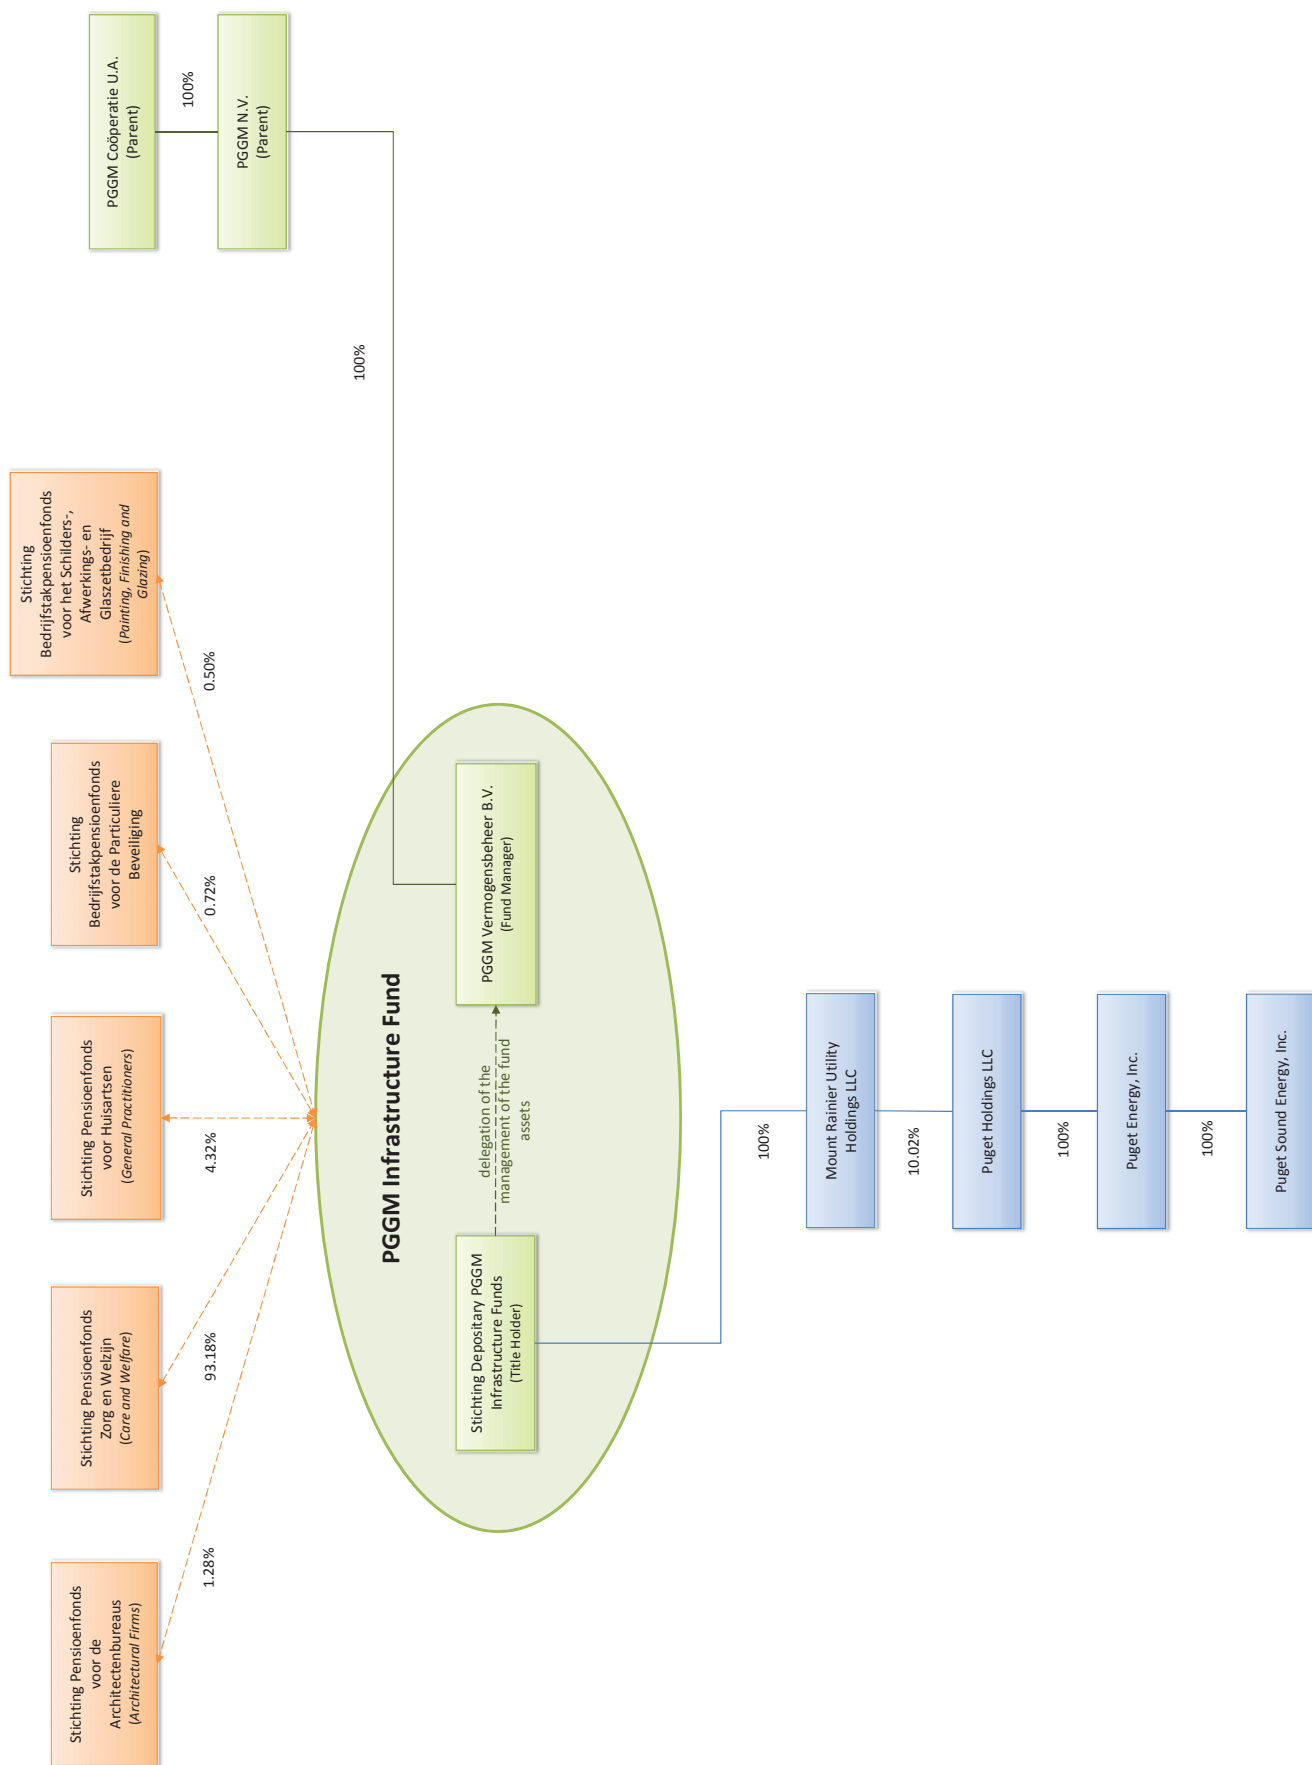 Stichting Pensioenfonds
voor de
Architectenbureaus
(Architectural Firms)
Stichting Pensioenfonds
Zorg en Welzijn
(Care and Welfare)
Stichting Pensioenfonds
voor Huisartsen
(General Practitioners)
Stichting
Bedrijfstakpensioenfonds
voor de Particuliere
Beveiliging
Stichting
Bedrijfstakpensioenfonds
voor het Schilders-,
Afwerkings- en
Glaszetbedrijf
(Painting, Finishing and
Glazing)
PGGM Coöperatie U.A.
(Parent)
100%
PGGM N.V.
(Parent)
1.28%
93.18%
4.32%
0.72%
0.50%
100%
PGGM Infrastructure Fund
Stichting Depositary PGGM
Infrastructure Funds
(Title Holder)
delegation of the
management of the fund
assets
PGGM Vermogensbeheer B.V.
(Fund Manager)
100%
Mount Rainier Utility
Holdings LLC
10.02%
Puget Holdings LLC
100%
Puget Energy, Inc.
100%
Puget Sound Energy, Inc.